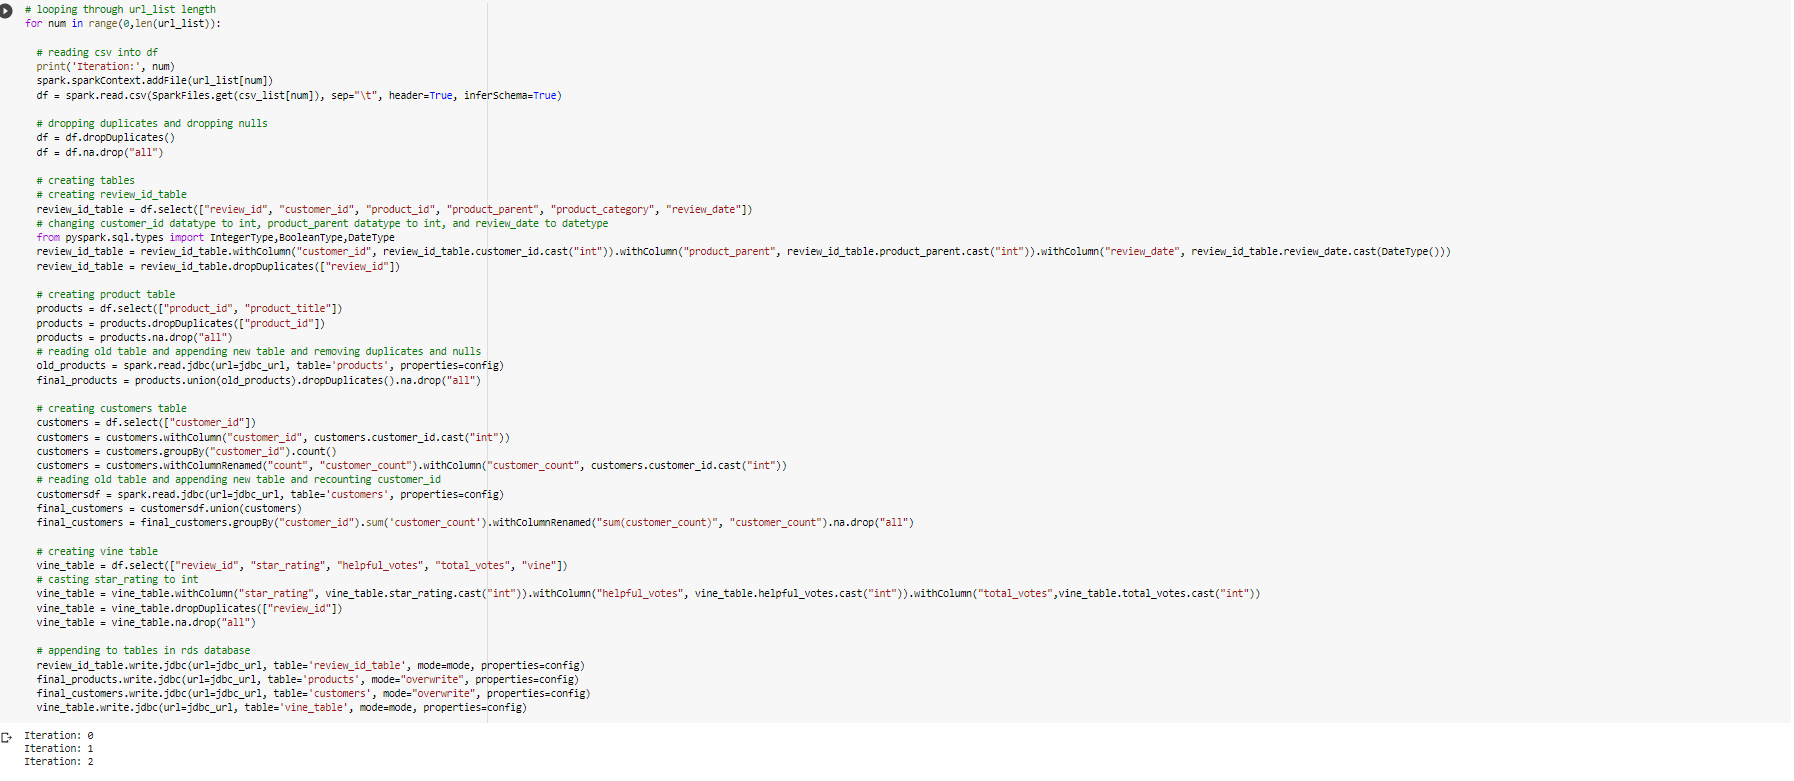 # looping through url_list length
for num in range(0,len(url_list)):
# reading csv into df
print('Iteration:', num)
spark.sparkContext.addFile(url_list[num])
df = spark.read.csv(SparkFiles.get(csv_list[num]), sep="\t", header=True, inferSchema=True)
# dropping duplicates and dropping nulls
df = df.dropDuplicates()
df = df.na.drop("all")
# creating tables
# creating review_id_table
review_id_table = df.select(["review_id", "customer_id", "product_id", "product_parent", "product_category", "review_date"])
# changing customer_id datatype to int, product_parent datatype to int, and review_date to datetype
from pyspark.sql.types import IntegerType,BooleanType,DateType
review_id_table = review_id_table.withColumn("customer_id", review_id_table.customer_id.cast("int")).withColumn("product_parent", review_id_table.product_parent.cast("int")).withColumn("review_date", review_id_table.review_date.cast(DateType()))
review_id_table = review_id_table.dropDuplicates(["review_id"])
# creating product table
products = df.select(["product_id", "product_title"])
products = products.dropDuplicates(["product_id"])
products = products.na.drop("all")
# reading old table and appending new table and removing duplicates and nulls
old_products = spark.read.jdbc(url=jdbc_url, table='products', properties=config)
final_products = products.union(old_products).dropDuplicates().na.drop("all")
# creating customers table
customers = df.select(["customer_id"])
customers = customers.withColumn("customer_id", customers.customer_id.cast("int"))
customers = customers.groupBy("customer_id").count()
customers = customers.withColumnRenamed("count", "customer_count").withColumn("customer_count", customers.customer_id.cast("int"))
# reading old table and appending new table and recounting customer_id
customersdf = spark.read.jdbc(url=jdbc_url, table='customers', properties=config)
final_customers = customersdf.union(customers)
final_customers = final_customers.groupBy("customer_id").sum('customer_count').withColumnRenamed("sum(customer_count)", "customer_count").na.drop("all")
# creating vine table
vine_table = df.select(["review_id", "star_rating", "helpful_votes", "total_votes", "vine"])
# casting star_rating to int
vine_table = vine_table.withColumn("star_rating", vine_table.star_rating.cast("int")).withColumn("helpful_votes", vine_table.helpful_votes.cast("int")).withColumn("total_votes",vine_table.total_votes.cast("int"))
vine_table = vine_table.dropDuplicates(["review_id"])
vine_table = vine_table.na.drop("all")
# appending to tables in rds database
review_id_table.write.jdbc(url=jdbc_url, table='review_id_table', mode=mode, properties=config)
final_products.write.jdbc(url=jdbc_url, table='products', mode="overwrite", properties=config)
final_customers.write.jdbc(url=jdbc_url, table='customers', mode="overwrite", properties=config)
vine_table.write.jdbc(url=jdbc_url, table='vine_table', mode=mode, properties=config)
Iteration: 0
Iteration: 1
Iteration: 2